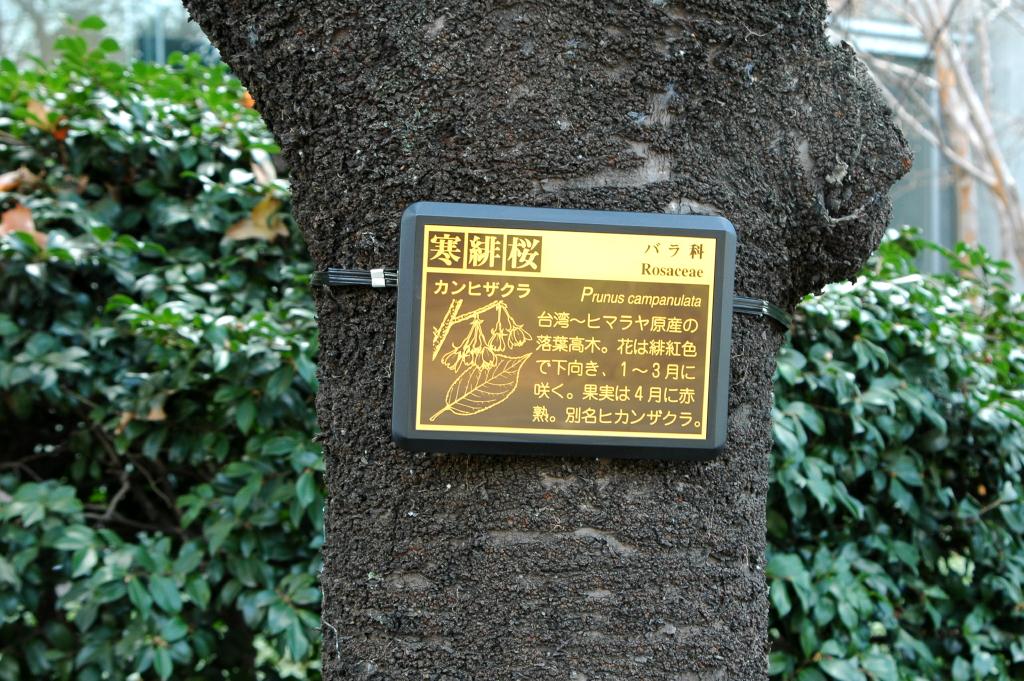 寒緋桜
バラ科
Rosaceae
カンヒザクラ
Prunus campanulata
台湾〜ヒマラヤ原産の
落葉高木。花は緋紅色
で下向き、1〜3月に
咲く。果実は4月に赤
熟。別名ヒカンザクラ。